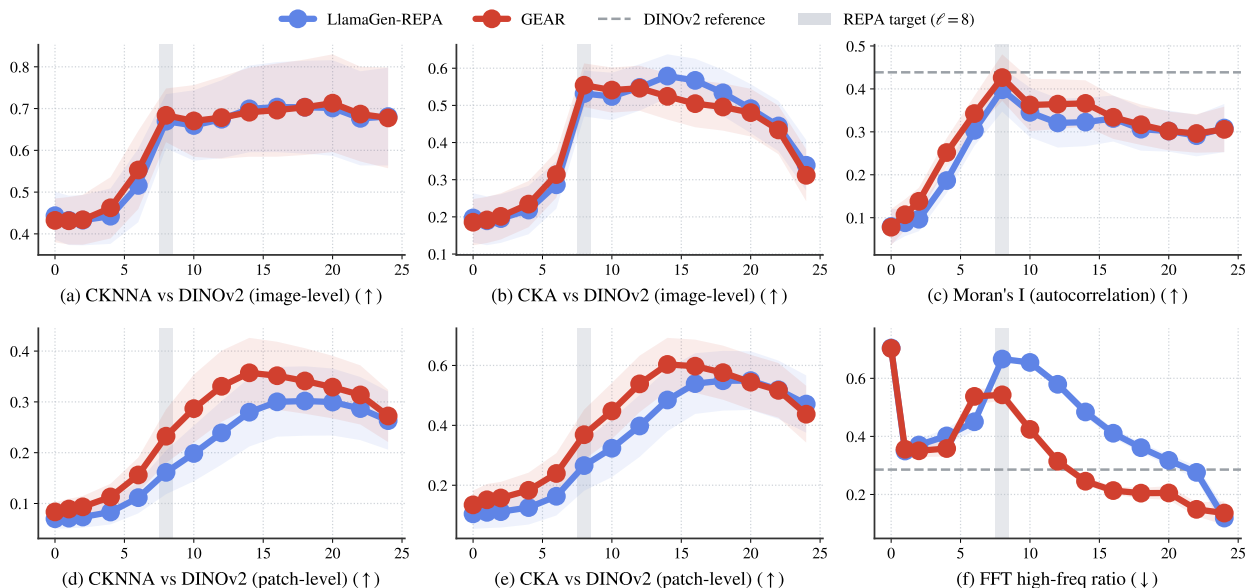 LlamaGen-REPA GEAR DINOv2 reference REPA target (ℓ = 8)
0.8
0.7
0.6
0.5
0.4
0 5 10 15 20 25
(a) CKNNA vs DINOv2 (image-level) (↑)
0.6
0.5
0.4
0.3
0.2
0.1
0 5 10 15 20 25
(b) CKA vs DINOv2 (image-level) (↑)
0.5
0.4
0.3
0.2
0.1
0 5 10 15 20 25
(c) Moran's I (autocorrelation) (↑)
0.4
0.3
0.2
0.1
0 5 10 15 20 25
(d) CKNNA vs DINOv2 (patch-level) (↑)
0.6
0.4
0.2
0 5 10 15 20 25
(e) CKA vs DINOv2 (patch-level) (↑)
0.6
0.4
0.2
0 5 10 15 20 25
(f) FFT high-freq ratio (↓)